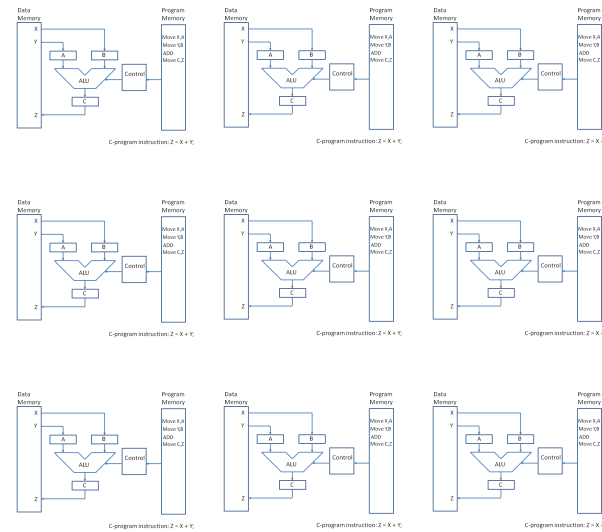 Data
Memory
Program
Memory
X
Y
A
B
ALU
C
Z
Control
Move X,A
Move Y,B
ADD
Move C,Z
C-program instruction: Z = X + Y;
Data
Memory
Program
Memory
X
Y
A
B
ALU
C
Z
Control
Move X,A
Move Y,B
ADD
Move C,Z
C-program instruction: Z = X + Y;
Data
Memory
Program
Memory
X
Y
A
B
ALU
C
Z
Control
Move X,A
Move Y,B
ADD
Move C,Z
C-program instruction: Z = X +
Data
Memory
Program
Memory
X
Y
A
B
ALU
C
Z
Control
Move X,A
Move Y,B
ADD
Move C,Z
C-program instruction: Z = X + Y;
Data
Memory
Program
Memory
X
Y
A
B
ALU
C
Z
Control
Move X,A
Move Y,B
ADD
Move C,Z
C-program instruction: Z = X + Y;
Data
Memory
Program
Memory
X
Y
A
B
ALU
C
Z
Control
Move X,A
Move Y,B
ADD
Move C,Z
C-program instruction: Z = X +
Data
Memory
Program
Memory
X
Y
A
B
ALU
C
Z
Control
Move X,A
Move Y,B
ADD
Move C,Z
C-program instruction: Z = X + Y;
Data
Memory
Program
Memory
X
Y
A
B
ALU
C
Z
Control
Move X,A
Move Y,B
ADD
Move C,Z
C-program instruction: Z = X + Y;
Data
Memory
Program
Memory
X
Y
A
B
ALU
C
Z
Control
Move X,A
Move Y,B
ADD
Move C,Z
C-program instruction: Z = X +